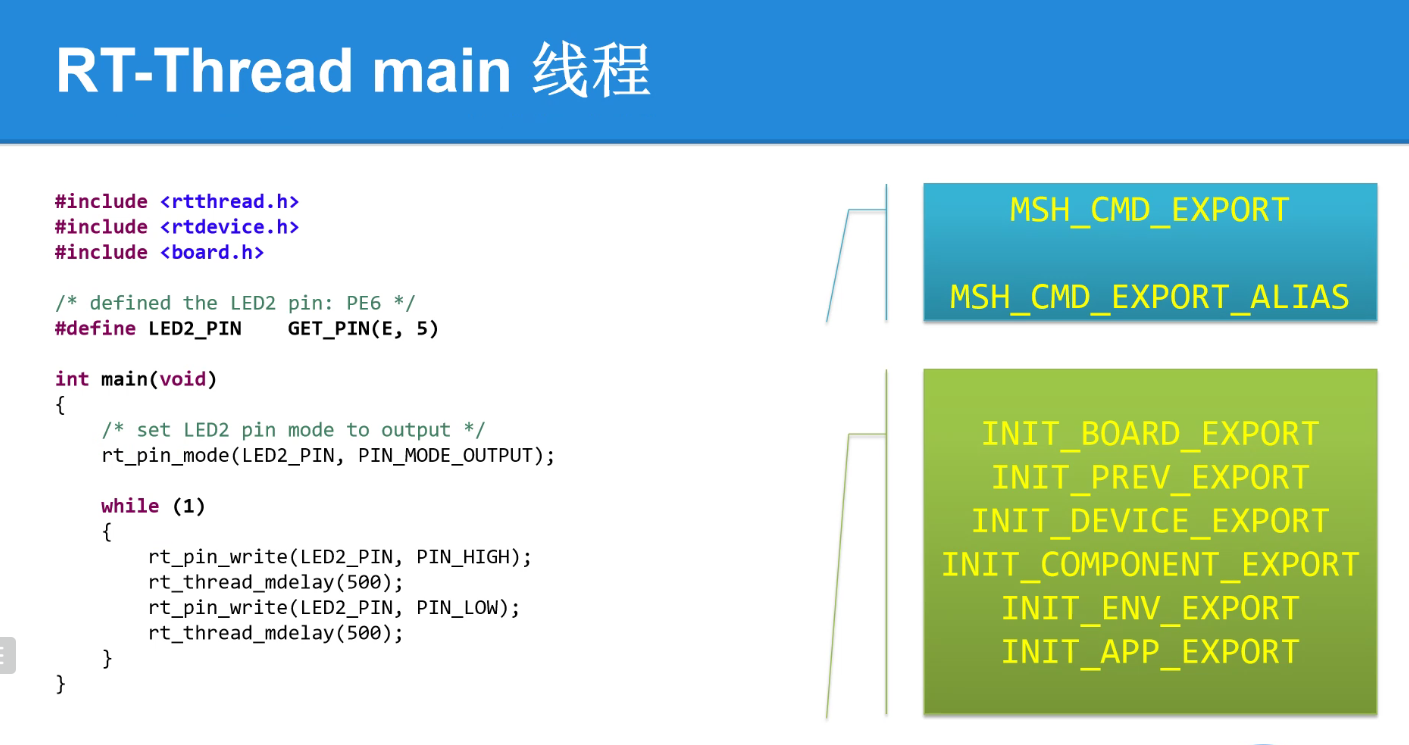 RT-Thread main 线程
#include <rtthread.h>
#include <rtdevice.h>
#include <board.h>
/* defined the LED2 pin: PE6 */
#define LED2_PIN    GET_PIN(E, 5)
int main(void)
{
    /* set LED2 pin mode to output */
    rt_pin_mode(LED2_PIN, PIN_MODE_OUTPUT);
    while (1)
    {
        rt_pin_write(LED2_PIN, PIN_HIGH);
        rt_thread_mdelay(500);
        rt_pin_write(LED2_PIN, PIN_LOW);
        rt_thread_mdelay(500);
    }
}
MSH_CMD_EXPORT
MSH_CMD_EXPORT_ALIAS
INIT_BOARD_EXPORT
INIT_PREV_EXPORT
INIT_DEVICE_EXPORT
INIT_COMPONENT_EXPORT
INIT_ENV_EXPORT
INIT_APP_EXPORT